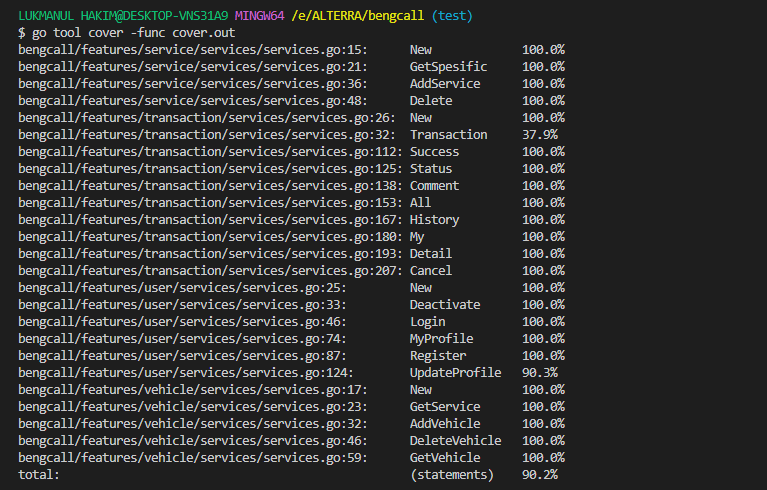 LUKMANUL HAKIM@DESKTOP-VNS31A9 MINGW64 /e/ALTERRA/bengcall (test)
$ go tool cover -func cover.out
bengcall/features/service/services/services.go:15: New 100.0%
bengcall/features/service/services/services.go:21: GetSpesific 100.0%
bengcall/features/service/services/services.go:36: AddService 100.0%
bengcall/features/service/services/services.go:48: Delete 100.0%
bengcall/features/transaction/services/services.go:26: New 100.0%
bengcall/features/transaction/services/services.go:32: Transaction 37.9%
bengcall/features/transaction/services/services.go:112: Success 100.0%
bengcall/features/transaction/services/services.go:125: Status 100.0%
bengcall/features/transaction/services/services.go:138: Comment 100.0%
bengcall/features/transaction/services/services.go:153: All 100.0%
bengcall/features/transaction/services/services.go:167: History 100.0%
bengcall/features/transaction/services/services.go:180: My 100.0%
bengcall/features/transaction/services/services.go:193: Detail 100.0%
bengcall/features/transaction/services/services.go:207: Cancel 100.0%
bengcall/features/user/services/services.go:25: New 100.0%
bengcall/features/user/services/services.go:33: Deactivate 100.0%
bengcall/features/user/services/services.go:46: Login 100.0%
bengcall/features/user/services/services.go:74: MyProfile 100.0%
bengcall/features/user/services/services.go:87: Register 100.0%
bengcall/features/user/services/services.go:124: UpdateProfile 90.3%
bengcall/features/vehicle/services/services.go:17: New 100.0%
bengcall/features/vehicle/services/services.go:23: GetService 100.0%
bengcall/features/vehicle/services/services.go:32: AddVehicle 100.0%
bengcall/features/vehicle/services/services.go:46: DeleteVehicle 100.0%
bengcall/features/vehicle/services/services.go:59: GetVehicle 100.0%
total: (statements) 90.2%